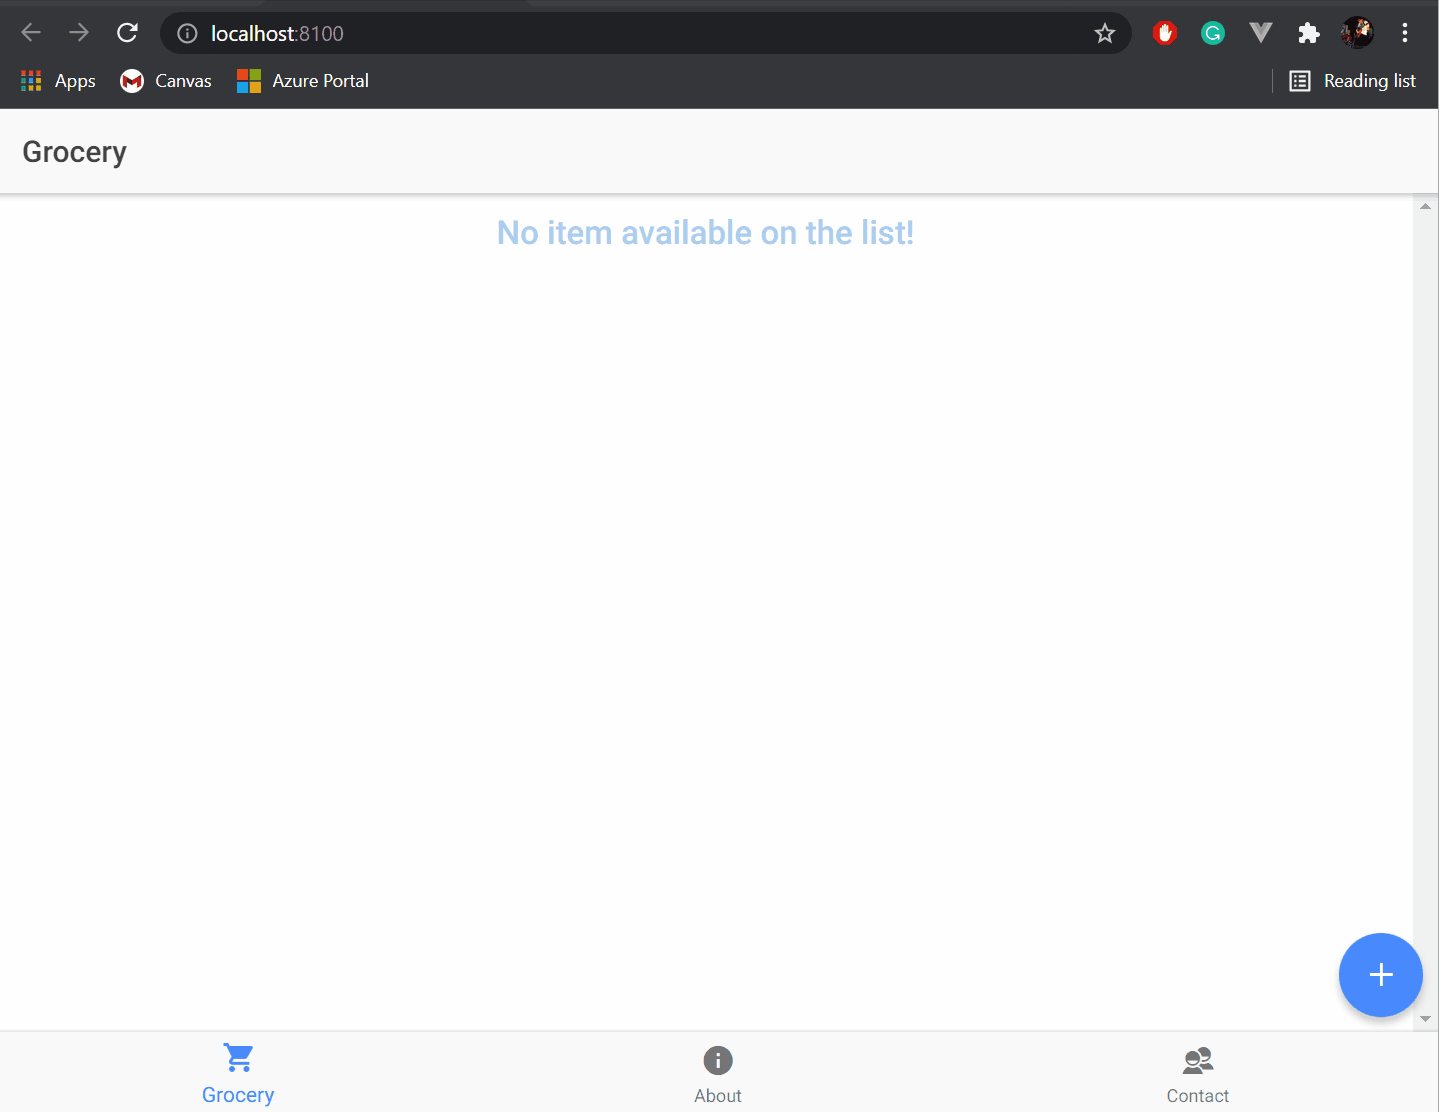 localhost:8100
Apps Canvas Azure Portal Reading list
Grocery
No item available on the list!
Grocery About Contact